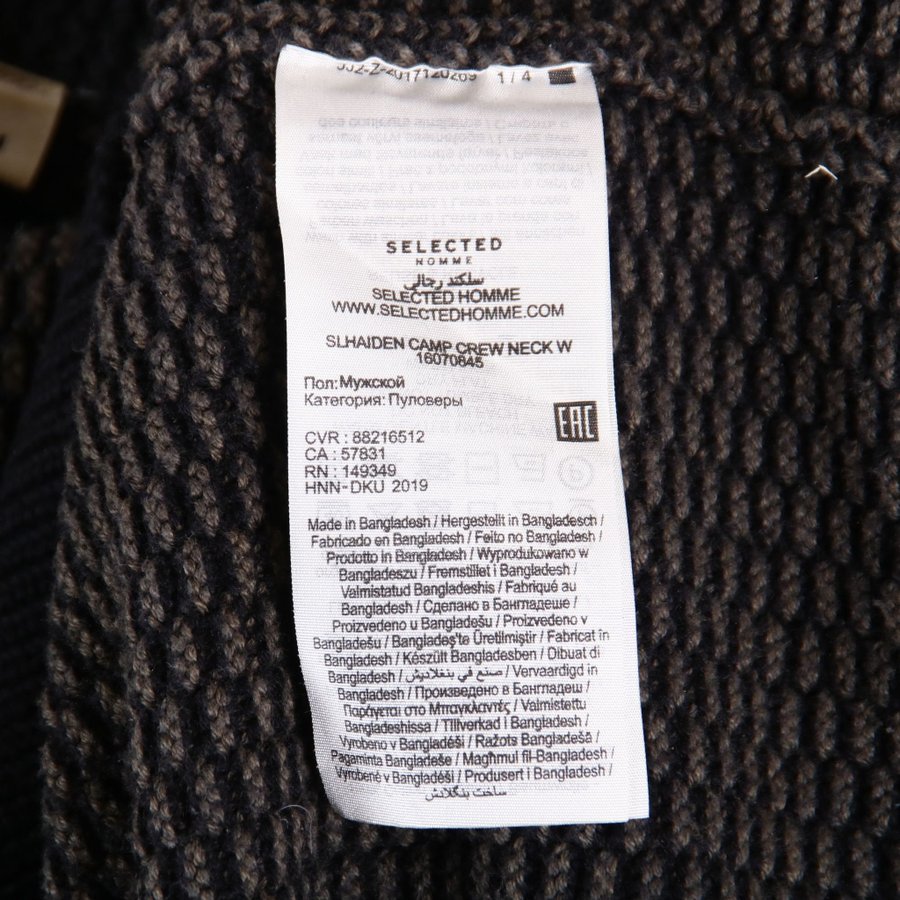 2017120269 1/4
SELECTED
HOMME
سلكتد رجالي
SELECTED HOMME
WWW.SELECTEDHOMME.COM
SLHAIDEN CAMP CREW NECK W
16070845
Пол:Мужской
Категория: Пуловеры
EAC
CVR : 88216512
CA : 57831
RN : 149349
HNN-DKU 2019
Made in Bangladesh / Hergestellt in Bangladesch /
Fabricado en Bangladesh / Feito no Bangladesh /
Prodotto in Bangladesh / Wyprodukowano w
Bangladeszu / Fremstillet i Bangladesh /
Valmistatud Bangladeshis / Fabriqué au
Bangladesh / Сделано в Бангладеше /
Proizvedeno u Bangladešu / Proizvedeno v
Bangladešu / Bangladeş'te Üretilmiştir / Fabricat în
Bangladesh / Készült Bangladesben / Dibuat di
Bangladesh / صنع في بنغلاديش / Vervaardigd in
Bangladesh / Произведено в Бангладеш /
Παράγεται στο Μπαγκλαντές / Valmistettu
Bangladeshissa / Tillverkad i Bangladesh /
Vyrobeno v Bangladéši / Ražots Bangladešā /
Pagaminta Bangladeše / Magħmul fil-Bangladesh /
Vyrobené v Bangladéši / Produsert i Bangladesh /
ساخت بنگلادش